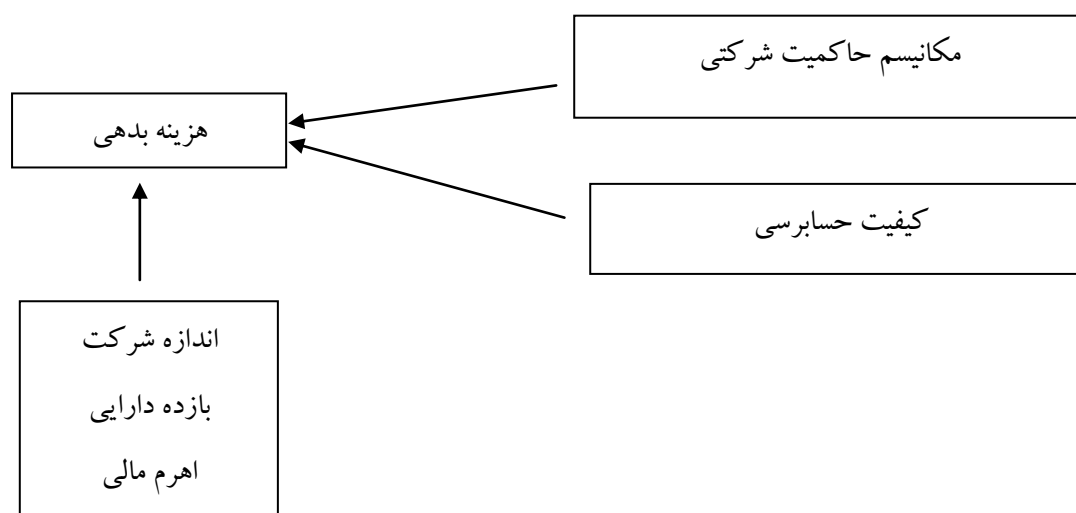 مکانیسم حاکمیت شرکتی
هزینه بدهی
کیفیت حسابرسی
اندازه شرکت
بازده دارایی
اهرم مالی